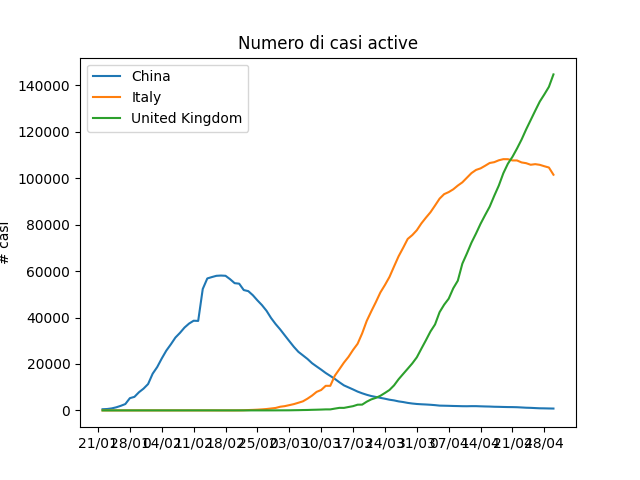 Numero di casi active
China
Italy
United Kingdom
140000
120000
100000
80000
60000
40000
20000
0
# casi
21/01 28/01 04/02 11/02 18/02 25/02 03/03 10/03 17/03 24/03 31/03 07/04 14/04 21/04 28/04